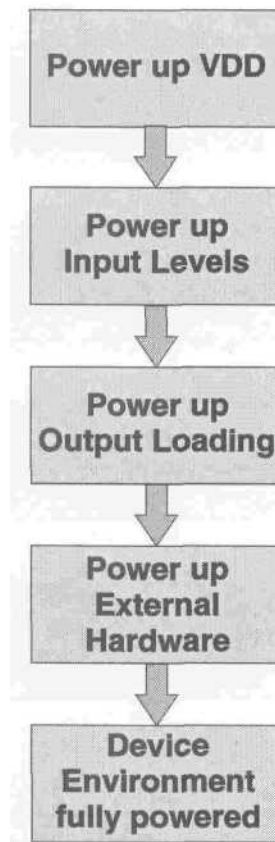 Power up VDD
Power up
Input Levels
Power up
Output Loading
Power up
External
Hardware
Device
Environment
fully powered